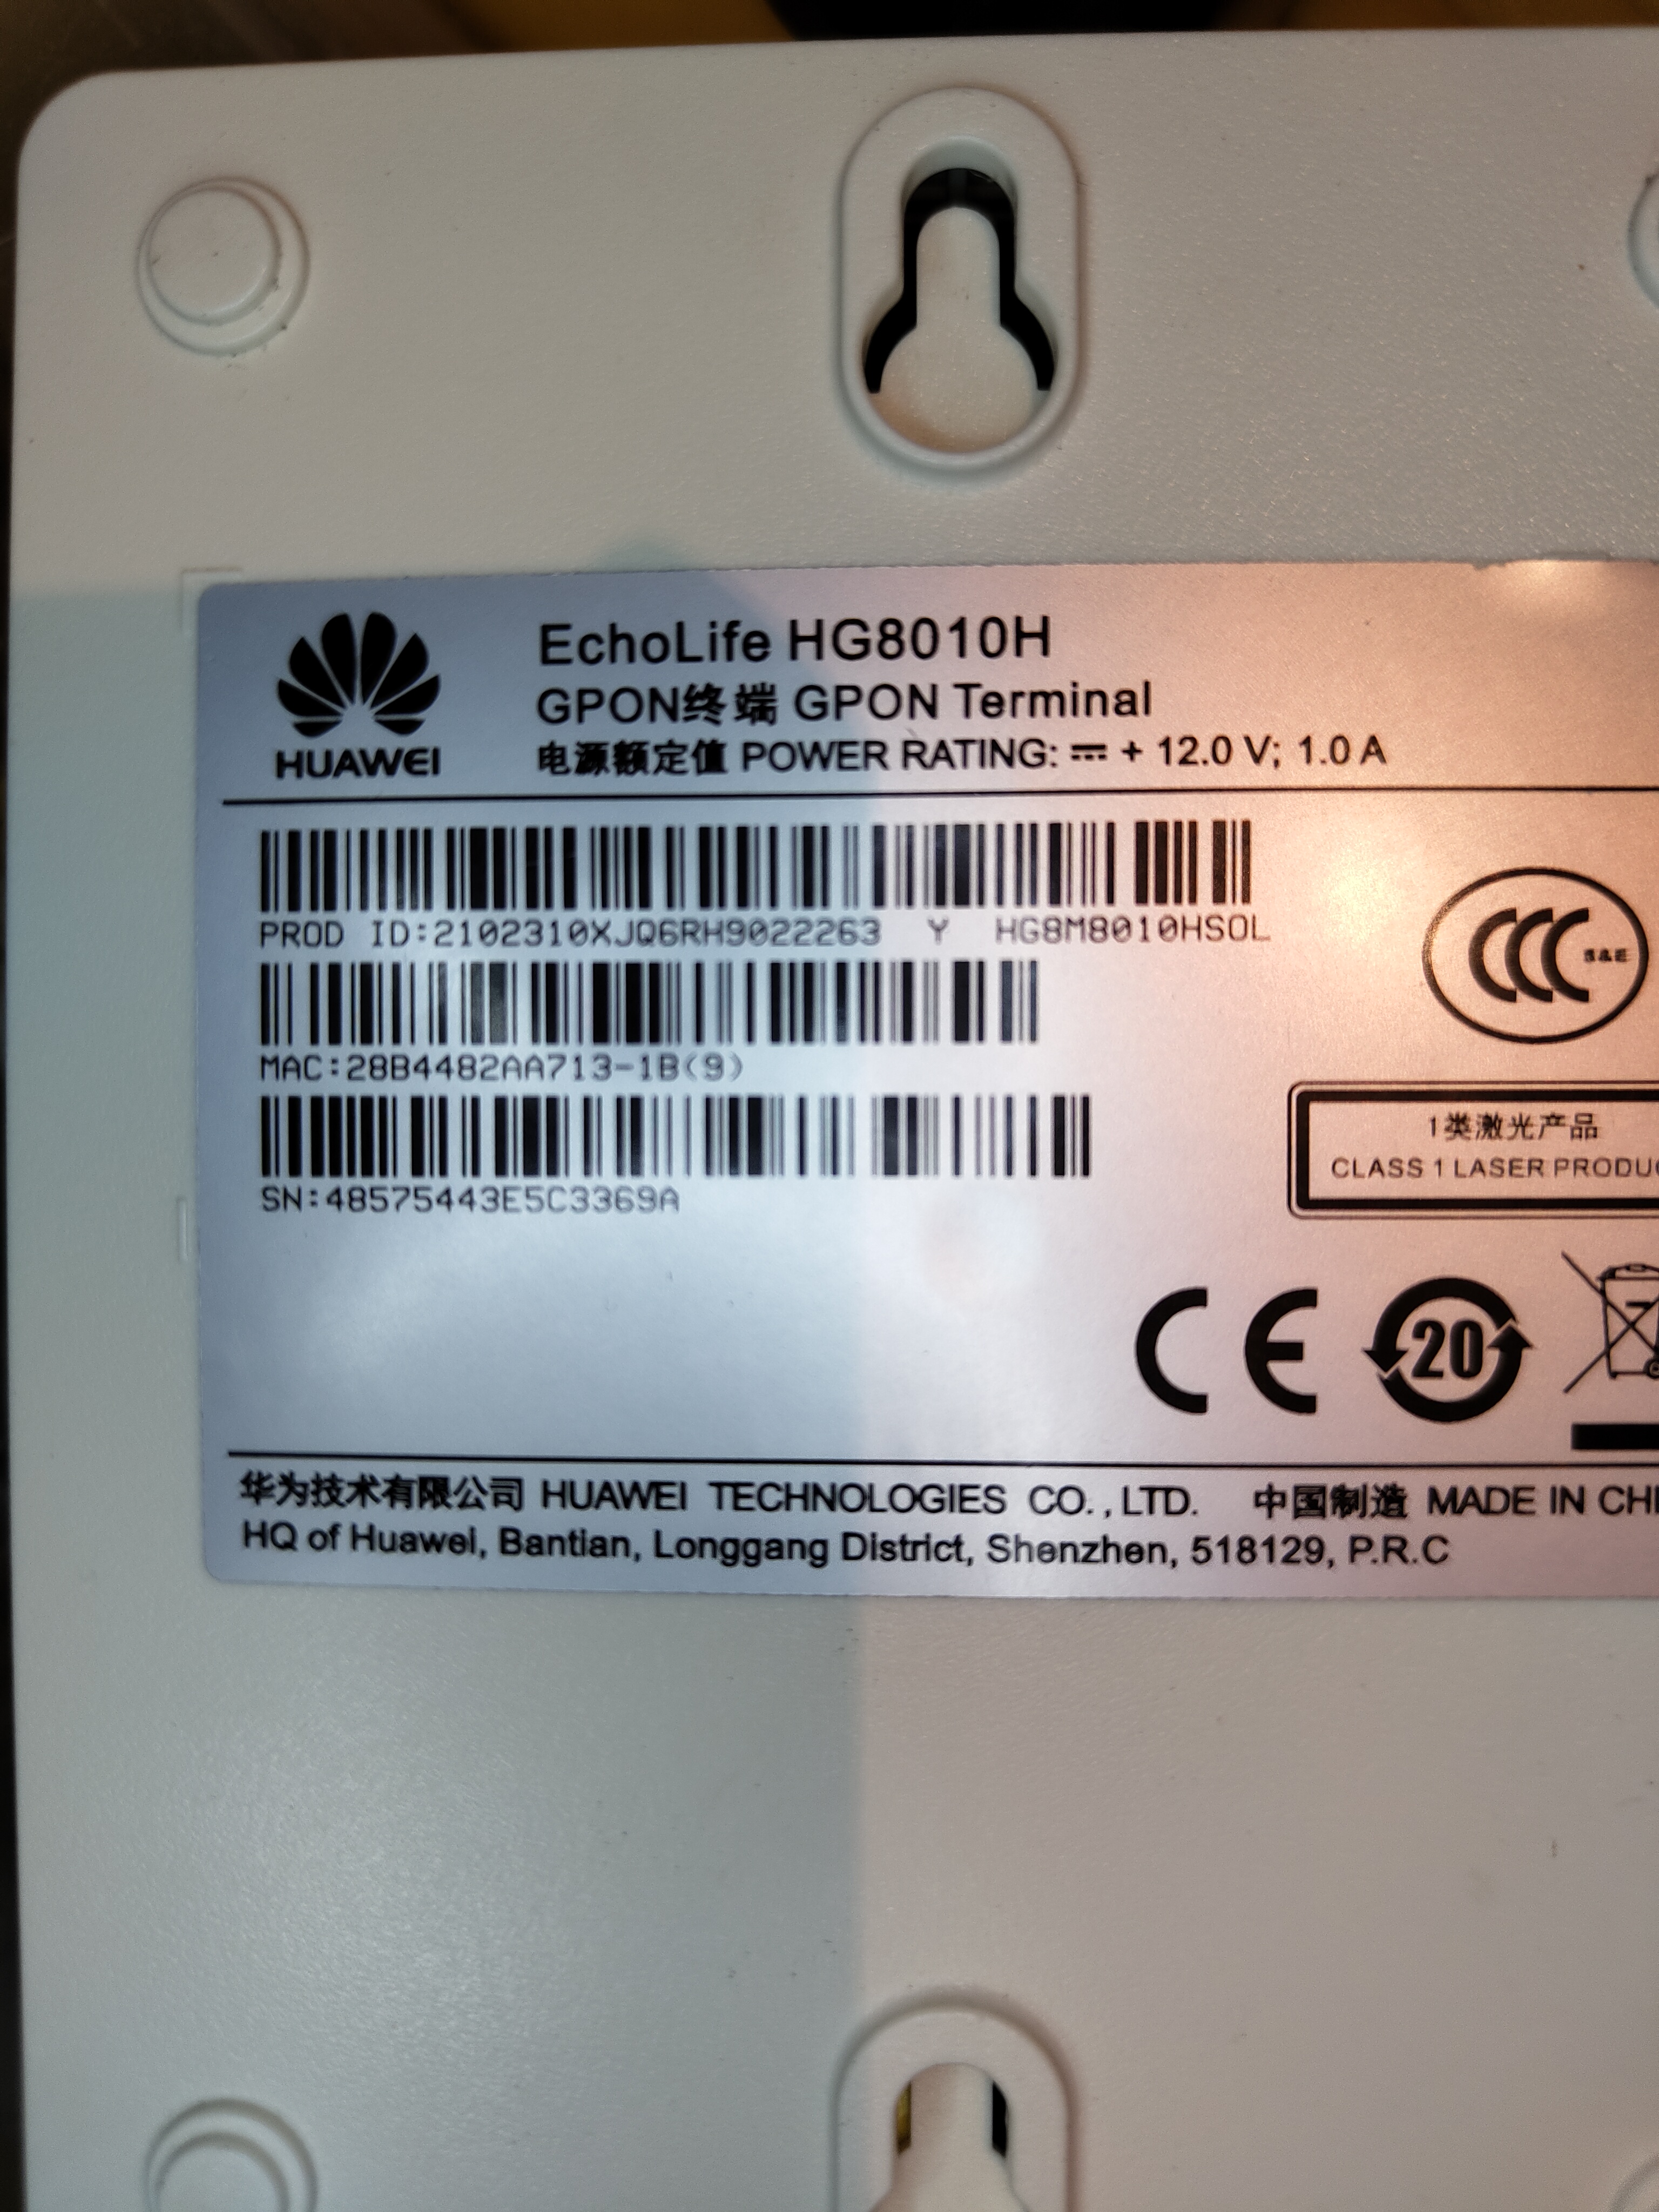 HUAWEI
EchoLife HG8010H
GPON终端 GPON Terminal
电源额定值 POWER RATING: ⎓ + 12.0 V; 1.0 A
PROD ID:2102310XJQ6RH9022263 Y HG8M8010HSOL
MAC:28B4482AA713-1B(9)
SN:48575443E5C3369A
CCC S&E
1类激光产品
CLASS 1 LASER PRODUC
CE 20
华为技术有限公司 HUAWEI TECHNOLOGIES CO., LTD. 中国制造 MADE IN CHI
HQ of Huawei, Bantian, Longgang District, Shenzhen, 518129, P.R.C